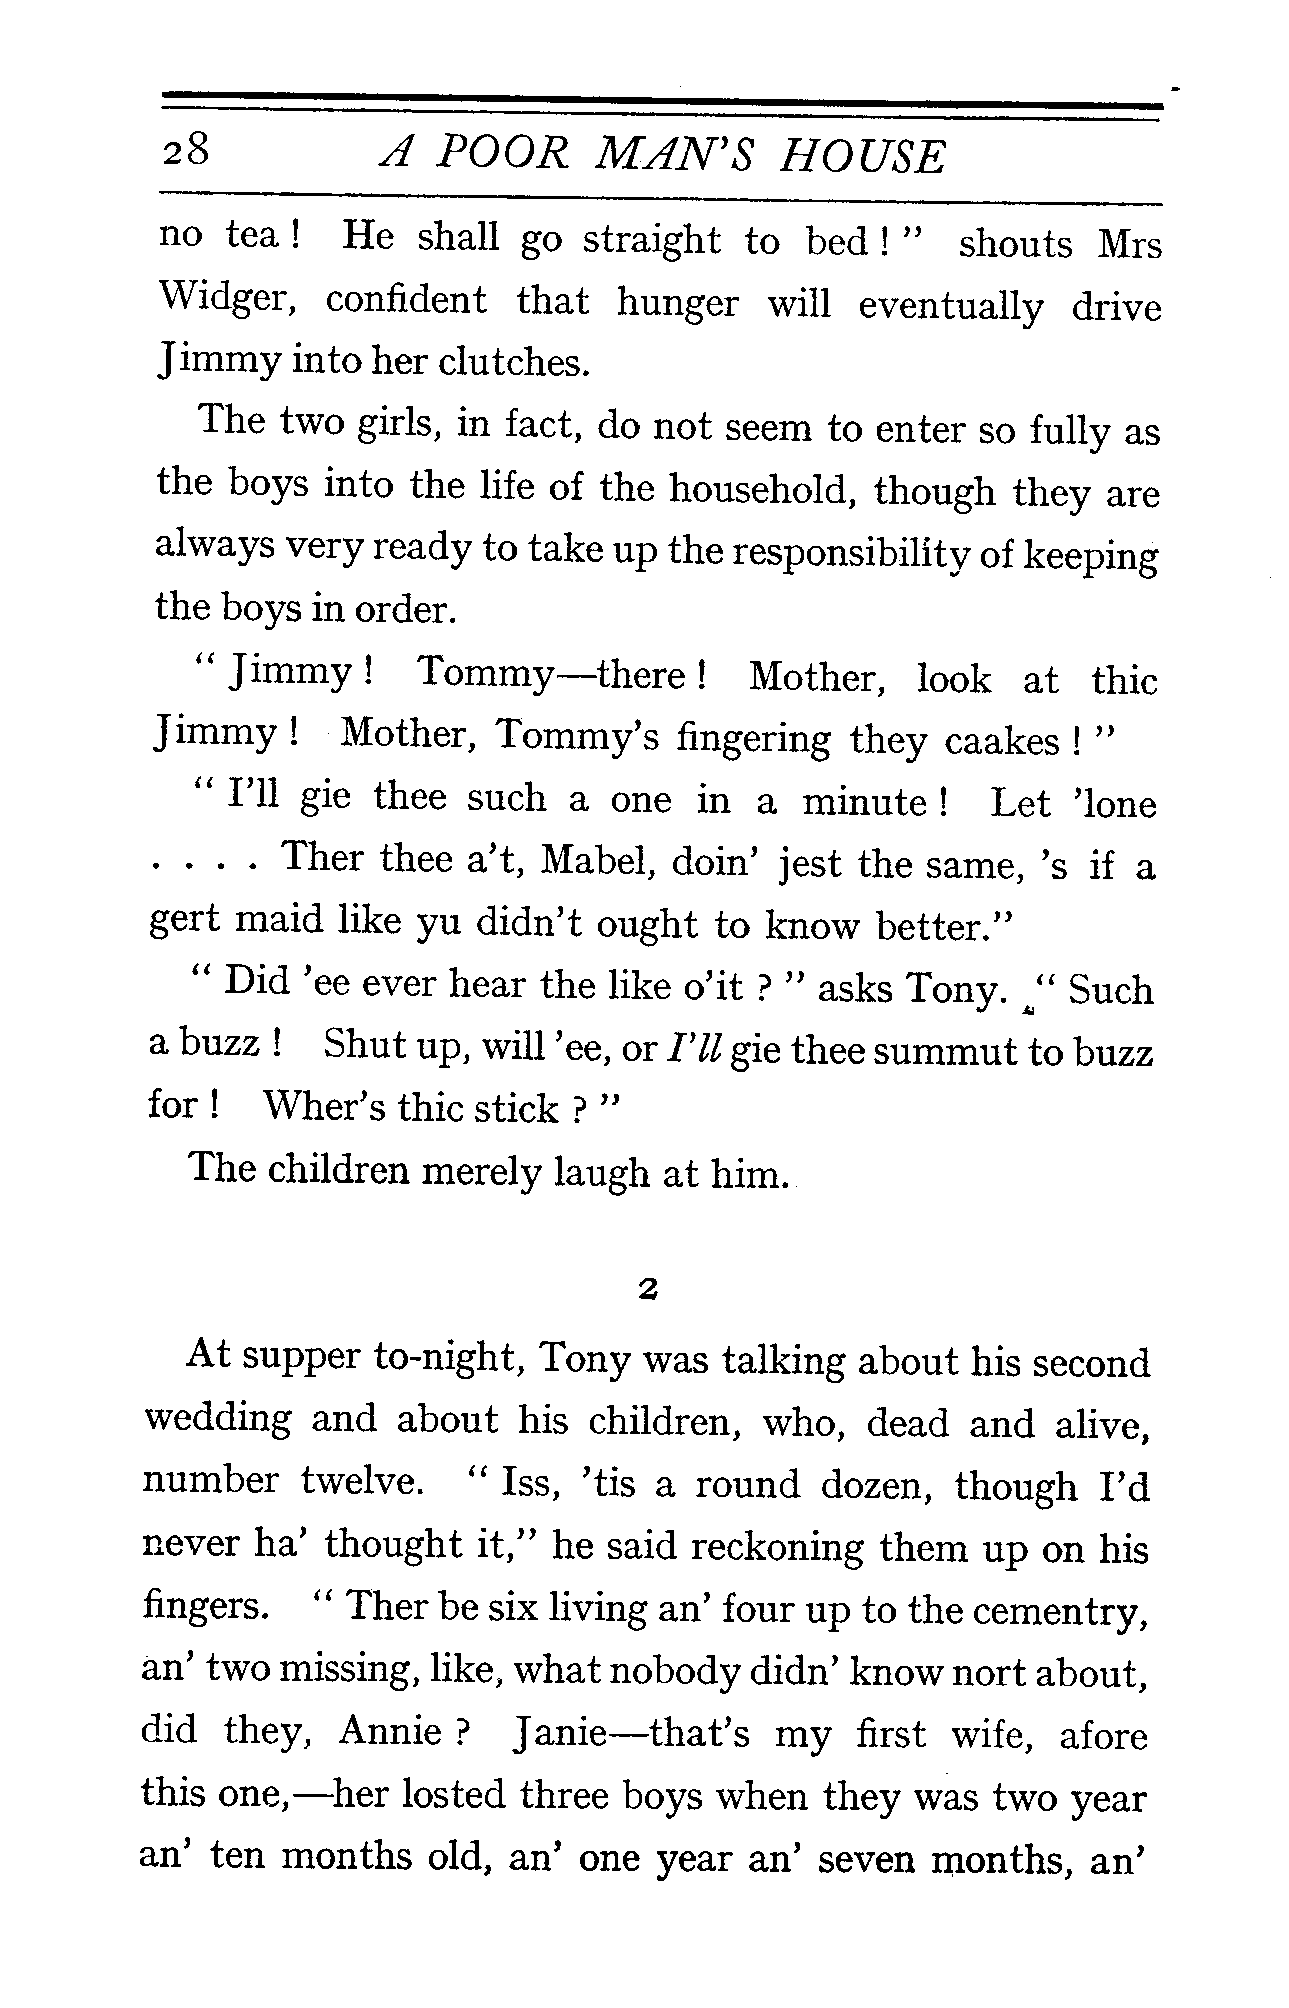 28 A POOR MAN'S HOUSE
no tea ! He shall go straight to bed ! " shouts Mrs
Widger, confident that hunger will eventually drive
Jimmy into her clutches.
The two girls, in fact, do not seem to enter so fully as
the boys into the life of the household, though they are
always very ready to take up the responsibility of keeping
the boys in order.
" Jimmy ! Tommy—there ! Mother, look at thic
Jimmy ! Mother, Tommy's fingering they caakes ! "
" I'll gie thee such a one in a minute ! Let 'lone
. . . . Ther thee a't, Mabel, doin' jest the same, 's if a
gert maid like yu didn't ought to know better."
" Did 'ee ever hear the like o'it ? " asks Tony. " Such
a buzz ! Shut up, will 'ee, or I'll gie thee summut to buzz
for ! Wher's thic stick ? "
The children merely laugh at him.
2
At supper to-night, Tony was talking about his second
wedding and about his children, who, dead and alive,
number twelve. " Iss, 'tis a round dozen, though I'd
never ha' thought it," he said reckoning them up on his
fingers. " Ther be six living an' four up to the cementry,
an' two missing, like, what nobody didn' know nort about,
did they, Annie ? Janie—that's my first wife, afore
this one,—her losted three boys when they was two year
an' ten months old, an' one year an' seven months, an'